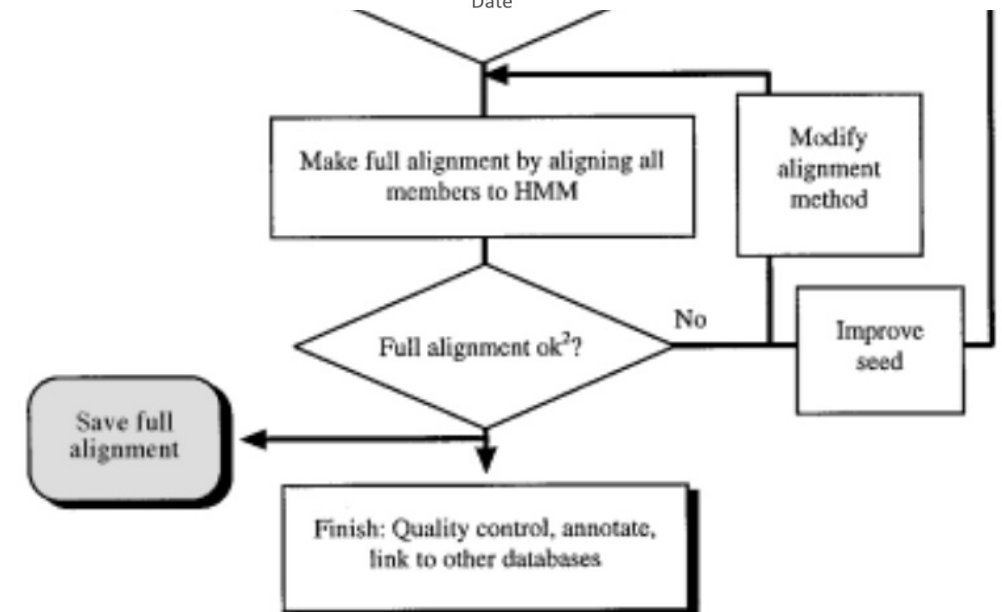 Date
Make full alignment by aligning all
members to HMM
Modify
alignment
method
Full alignment ok²?
No
Improve
seed
Save full
alignment
Finish: Quality control, annotate,
link to other databases